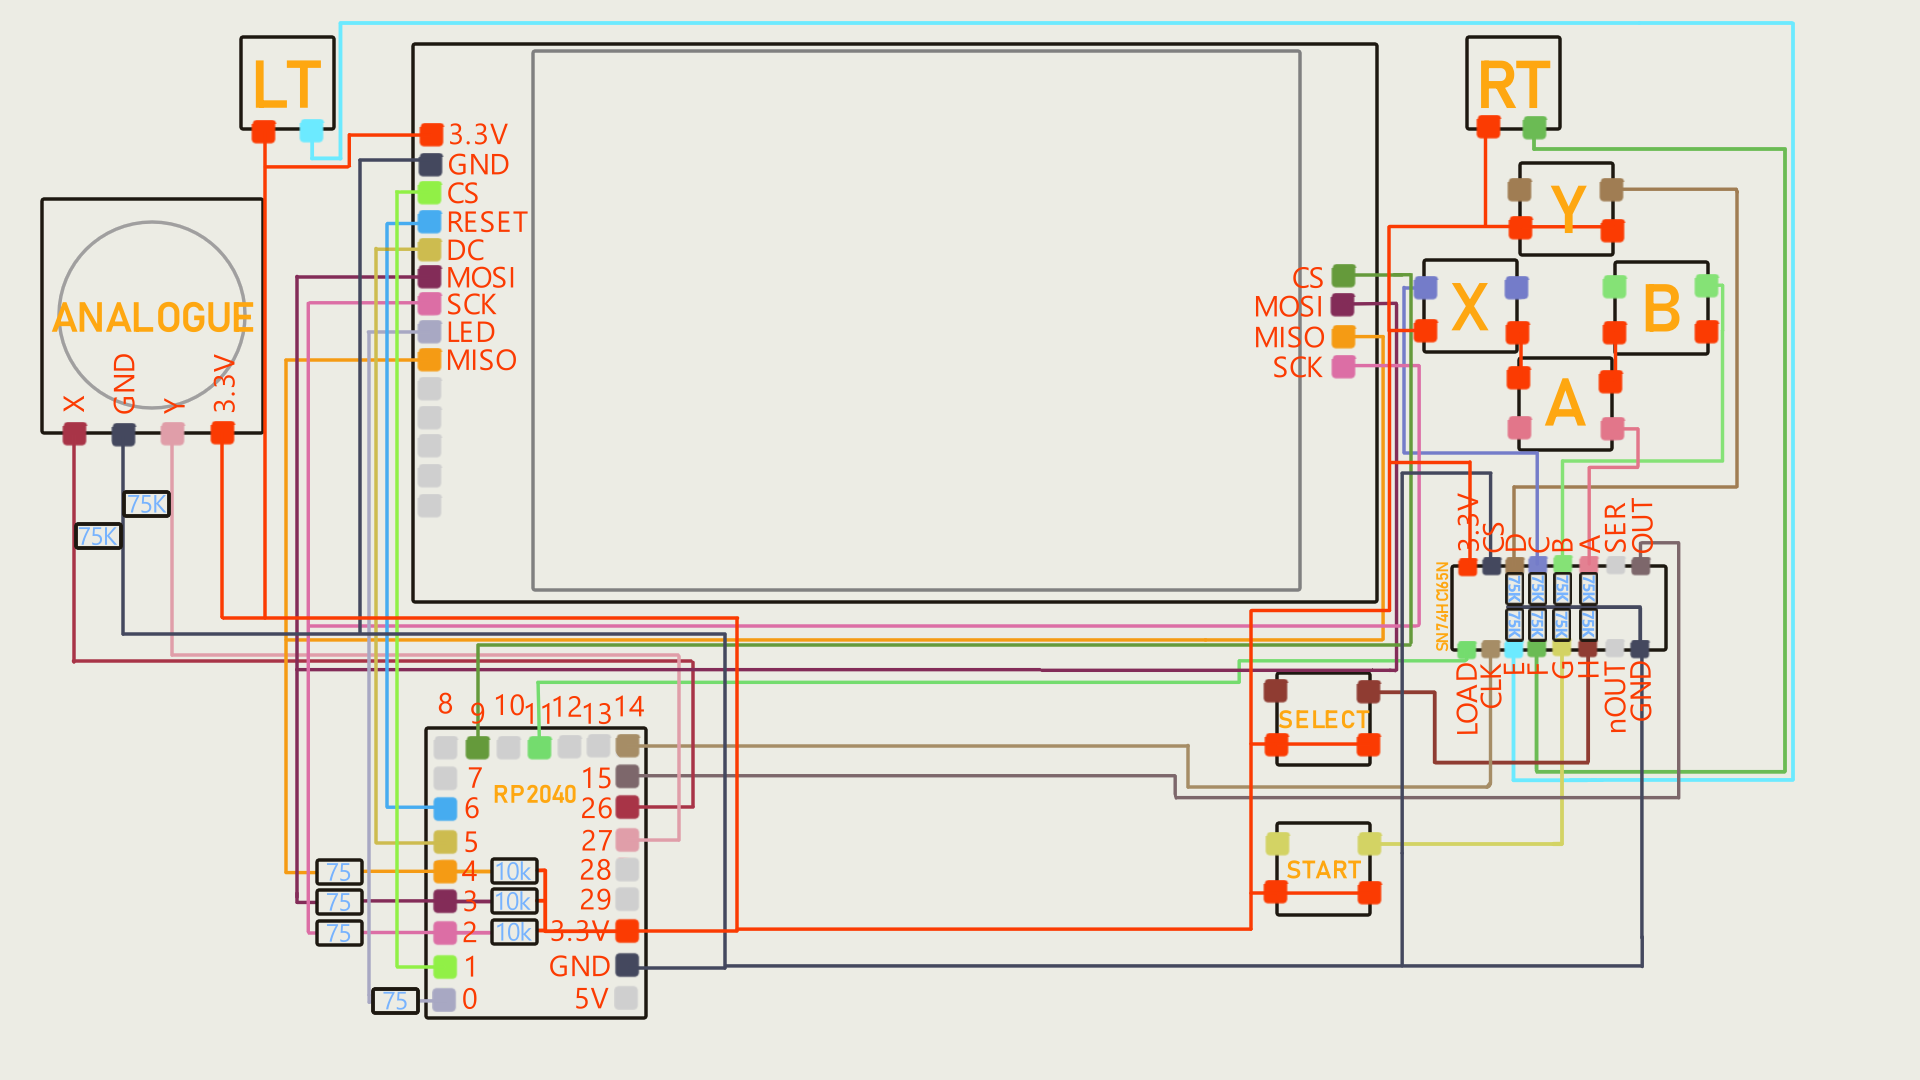 LT
RT
3.3V
GND
CS
RESET
DC
MOSI
SCK
LED
MISO
CS
MOSI
MISO
SCK
Y
X
B
A
ANALOGUE
X
GND
Y
3.3V
75K
75K
SN74HC165N
3.3V
CS
D
C
B
A
SER
OUT
75K
75K
75K
75K
75K
75K
75K
75K
LOAD
CLK
E
F
G
H
nOUT
GND
SELECT
START
8
9
10
11
12
13
14
7
15
RP2040
6
26
5
27
75
4
10k
28
75
3
10k
29
75
2
10k
3.3V
1
GND
75
0
5V